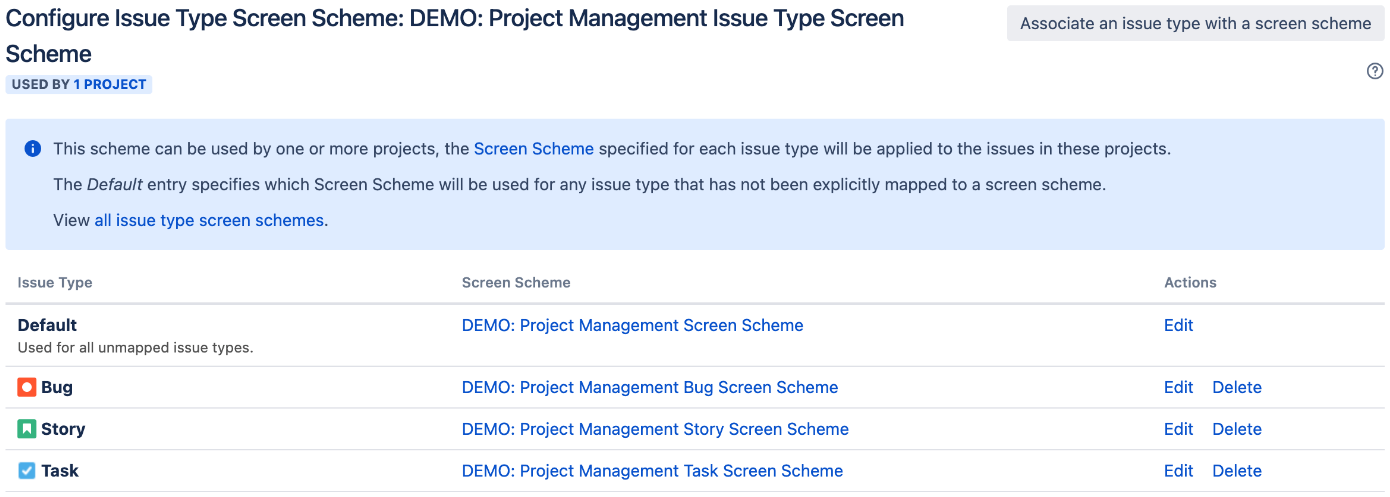 Configure Issue Type Screen Scheme: DEMO: Project Management Issue Type Screen
Scheme
Associate an issue type with a screen scheme
USED BY 1 PROJECT
This scheme can be used by one or more projects, the Screen Scheme specified for each issue type will be applied to the issues in these projects.
The Default entry specifies which Screen Scheme will be used for any issue type that has not been explicitly mapped to a screen scheme.
View all issue type screen schemes.
Issue Type Screen Scheme Actions
Default DEMO: Project Management Screen Scheme Edit
Used for all unmapped issue types.
Bug DEMO: Project Management Bug Screen Scheme Edit Delete
Story DEMO: Project Management Story Screen Scheme Edit Delete
Task DEMO: Project Management Task Screen Scheme Edit Delete